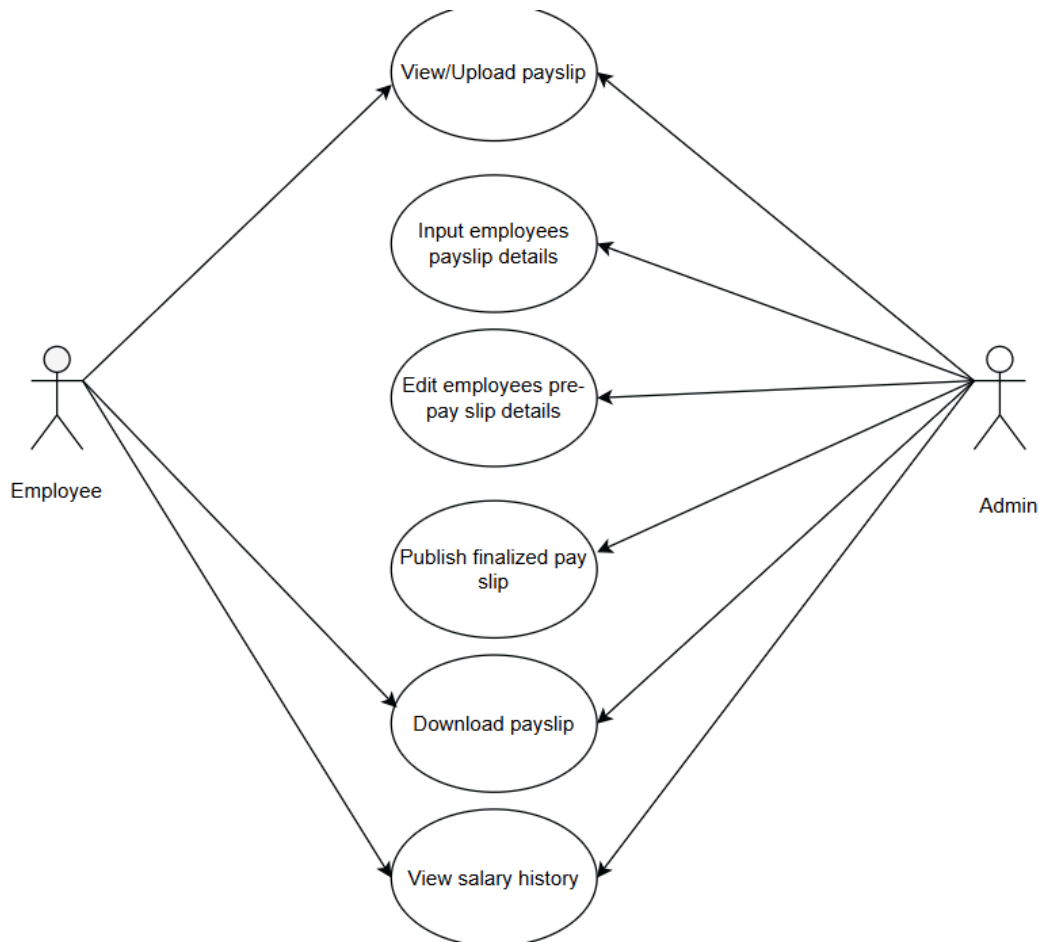 View/Upload payslip
Input employees
payslip details
Edit employees pre-
pay slip details
Employee
Admin
Publish finalized pay
slip
Download payslip
View salary history